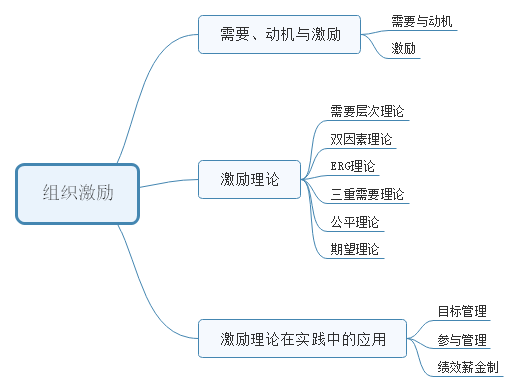 组织激励
需要、动机与激励
需要与动机
激励
激励理论
需要层次理论
双因素理论
ERG理论
三重需要理论
公平理论
期望理论
激励理论在实践中的应用
目标管理
参与管理
绩效薪金制